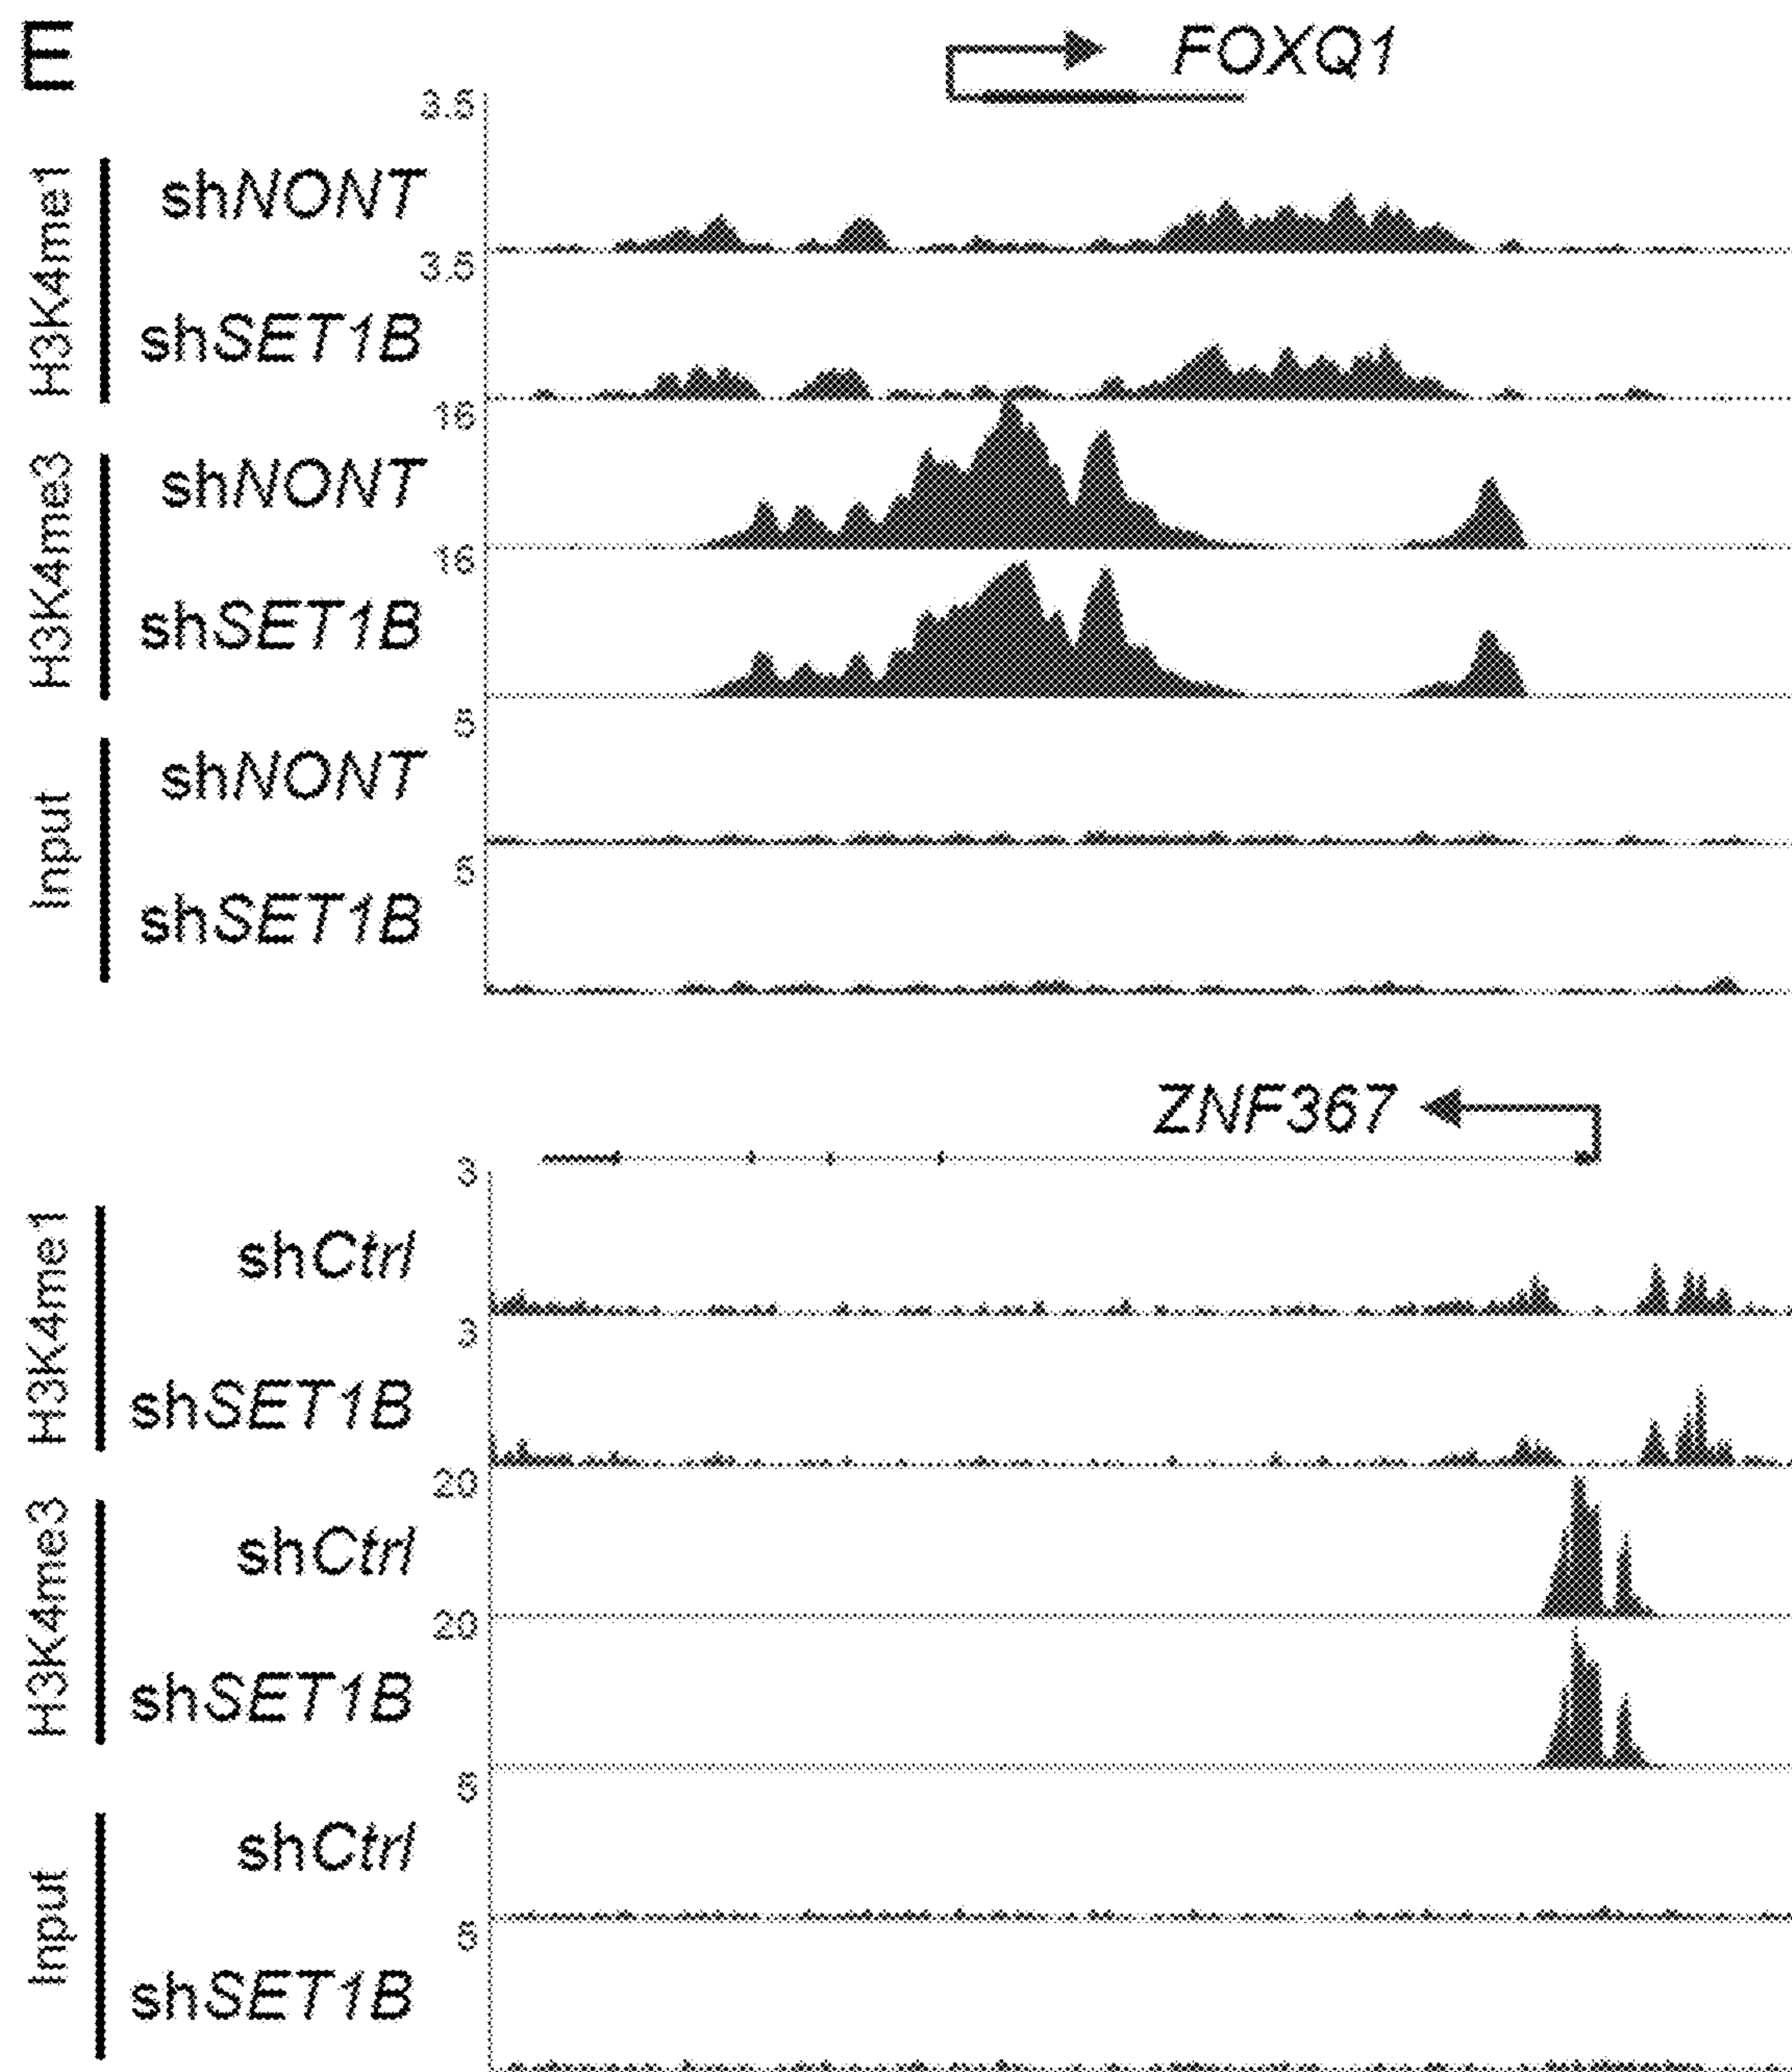 E
FOXQ1
3.5
H3K4me1
shNONT
3.5
shSET1B
16
H3K4me3
shNONT
16
shSET1B
5
Input
shNONT
5
shSET1B
ZNF367
3
H3K4me1
shCtrl
3
shSET1B
20
H3K4me3
shCtrl
20
shSET1B
5
Input
shCtrl
5
shSET1B